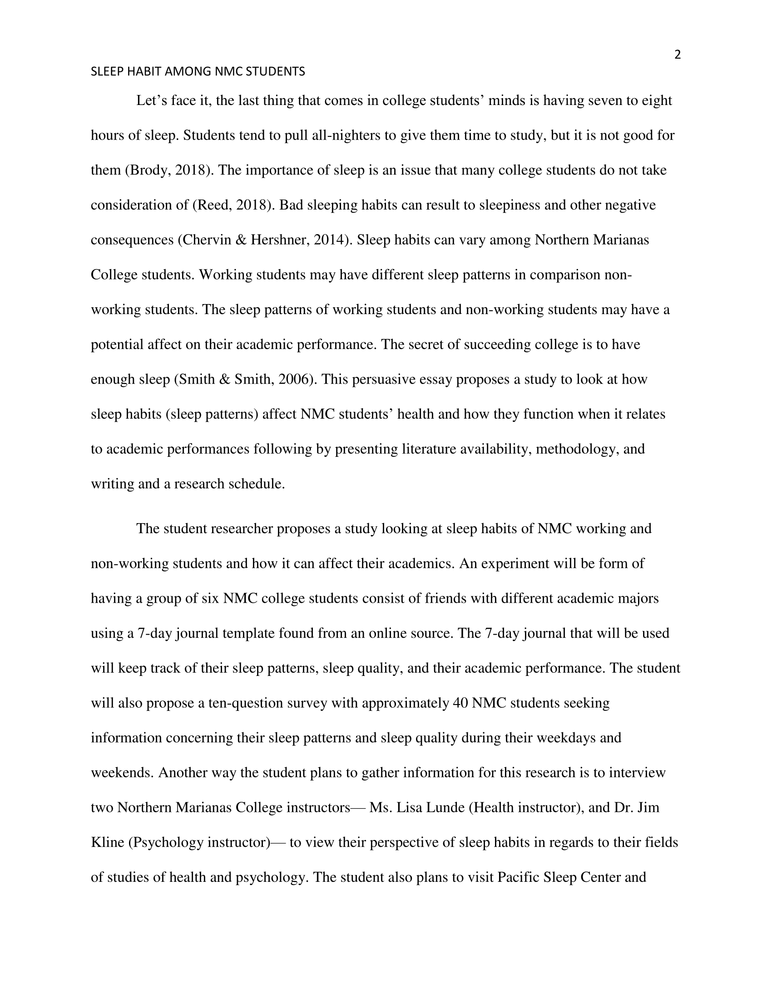 2
SLEEP HABIT AMONG NMC STUDENTS
Let’s face it, the last thing that comes in college students’ minds is having seven to eight
hours of sleep. Students tend to pull all-nighters to give them time to study, but it is not good for
them (Brody, 2018). The importance of sleep is an issue that many college students do not take
consideration of (Reed, 2018). Bad sleeping habits can result to sleepiness and other negative
consequences (Chervin & Hershner, 2014). Sleep habits can vary among Northern Marianas
College students. Working students may have different sleep patterns in comparison non-
working students. The sleep patterns of working students and non-working students may have a
potential affect on their academic performance. The secret of succeeding college is to have
enough sleep (Smith & Smith, 2006). This persuasive essay proposes a study to look at how
sleep habits (sleep patterns) affect NMC students’ health and how they function when it relates
to academic performances following by presenting literature availability, methodology, and
writing and a research schedule.
The student researcher proposes a study looking at sleep habits of NMC working and
non-working students and how it can affect their academics. An experiment will be form of
having a group of six NMC college students consist of friends with different academic majors
using a 7-day journal template found from an online source. The 7-day journal that will be used
will keep track of their sleep patterns, sleep quality, and their academic performance. The student
will also propose a ten-question survey with approximately 40 NMC students seeking
information concerning their sleep patterns and sleep quality during their weekdays and
weekends. Another way the student plans to gather information for this research is to interview
two Northern Marianas College instructors— Ms. Lisa Lunde (Health instructor), and Dr. Jim
Kline (Psychology instructor)— to view their perspective of sleep habits in regards to their fields
of studies of health and psychology. The student also plans to visit Pacific Sleep Center and